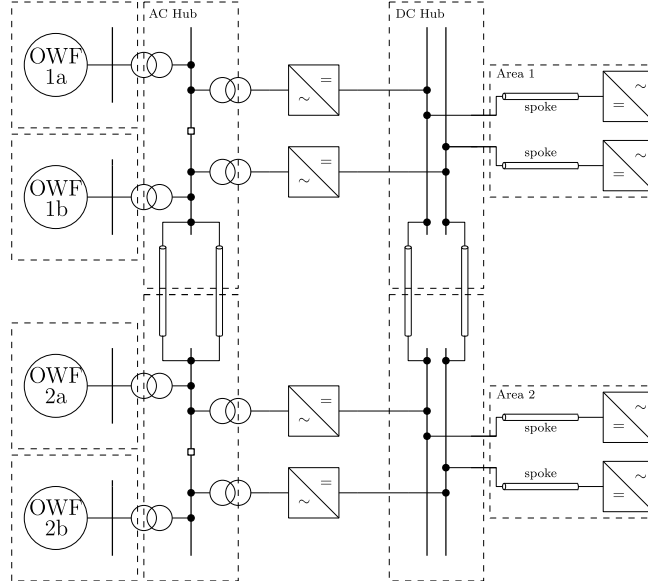 AC Hub
DC Hub
OWF
1a
=
∼
Area 1
spoke
∼
=
OWF
1b
=
∼
spoke
∼
=
OWF
2a
=
∼
Area 2
spoke
∼
=
OWF
2b
=
∼
spoke
∼
=